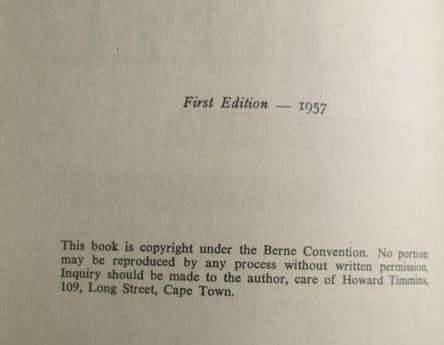 First Edition — 1957
This book is copyright under the Berne Convention. No portion
may be reproduced by any process without written permission.
Inquiry should be made to the author, care of Howard Timmins,
109, Long Street, Cape Town.